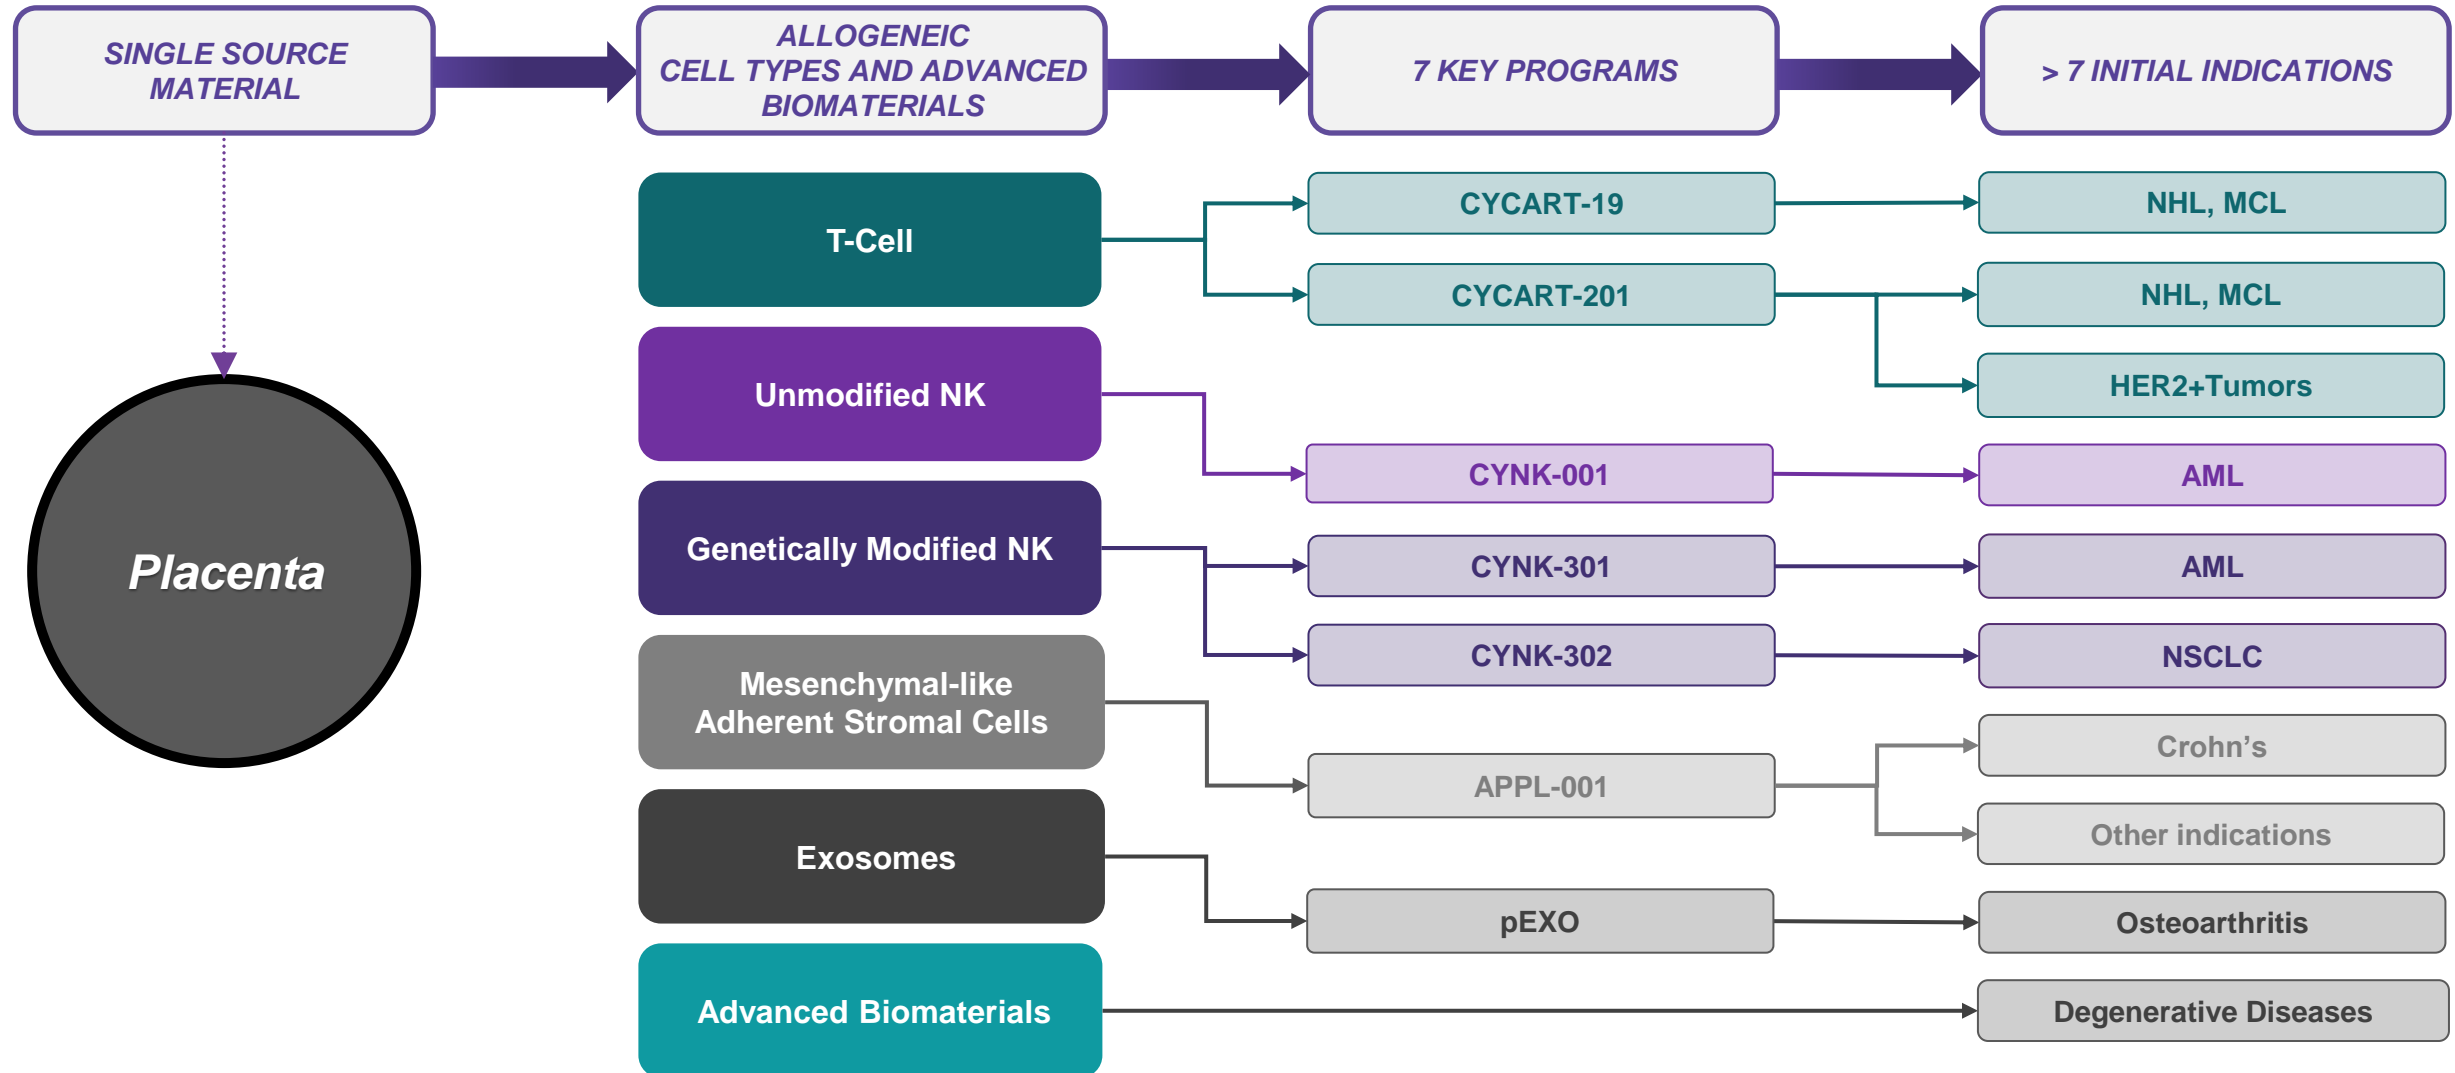 SINGLE SOURCE
MATERIAL
ALLOGENEIC
CELL TYPES AND ADVANCED
BIOMATERIALS
7 KEY PROGRAMS
> 7 INITIAL INDICATIONS
Placenta
T-Cell
CYCART-19
NHL, MCL
CYCART-201
NHL, MCL
HER2+Tumors
Unmodified NK
CYNK-001
AML
Genetically Modified NK
CYNK-301
AML
CYNK-302
NSCLC
Mesenchymal-like
Adherent Stromal Cells
APPL-001
Crohn’s
Other indications
Exosomes
pEXO
Osteoarthritis
Advanced Biomaterials
Degenerative Diseases